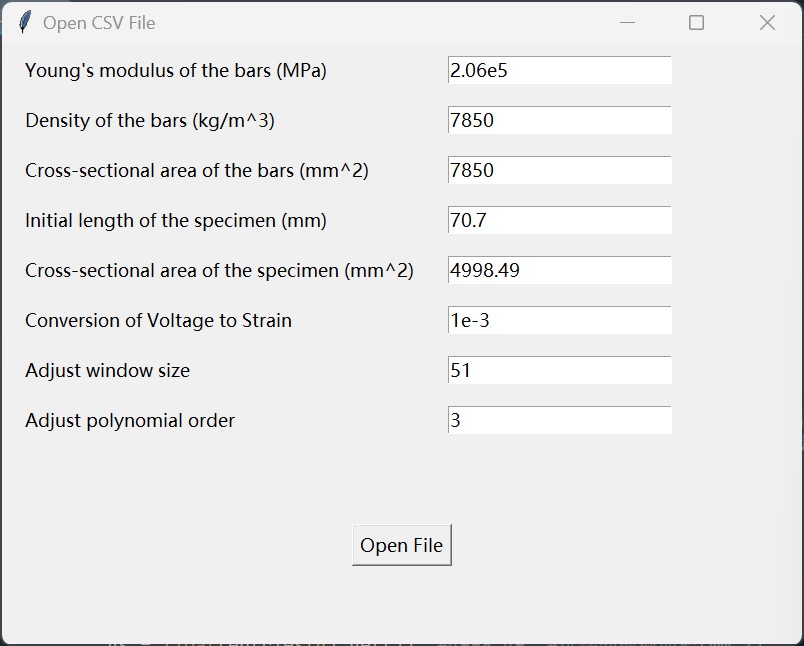 Open CSV File
Young's modulus of the bars (MPa) 2.06e5
Density of the bars (kg/m^3) 7850
Cross-sectional area of the bars (mm^2) 7850
Initial length of the specimen (mm) 70.7
Cross-sectional area of the specimen (mm^2) 4998.49
Conversion of Voltage to Strain 1e-3
Adjust window size 51
Adjust polynomial order 3
Open File